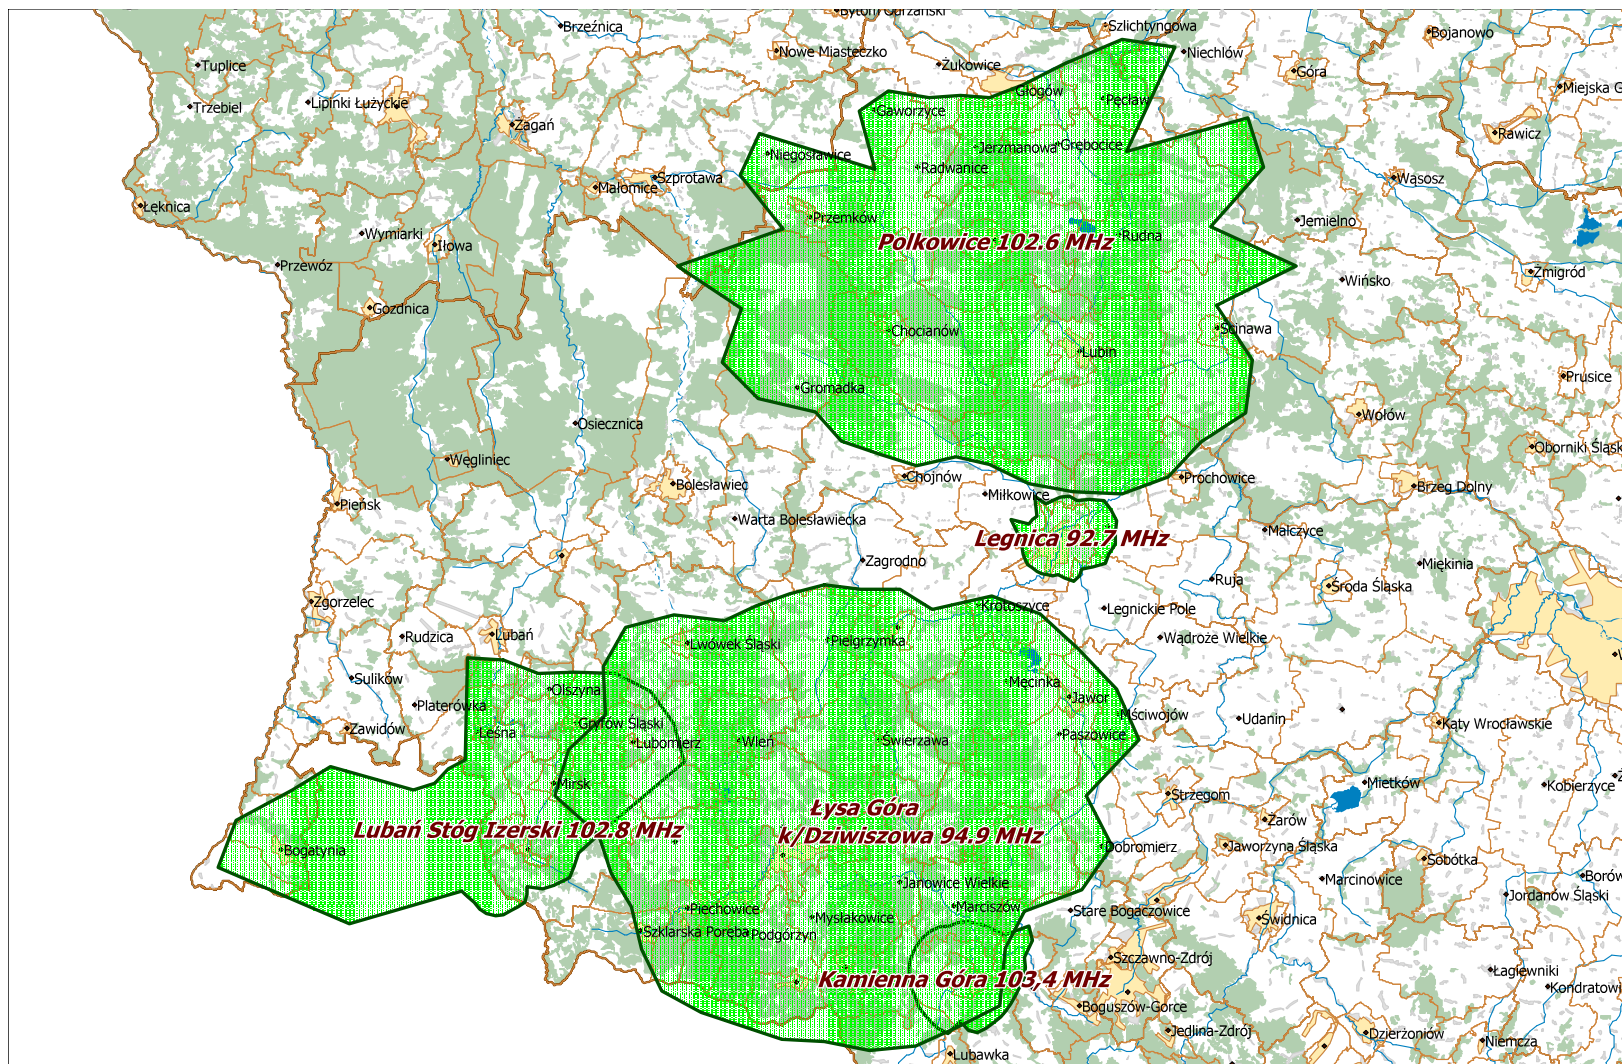 Bytom Odrzański
Brzeźnica
Szlichtyngowa
Bojanowo
Nowe Miasteczko
Niechlów
Tuplice
Żukowice
Góra
Miejska G
Głogów
Pęcław
Trzebiel
Lipinki Łużyckie
Gaworzyce
Żagań
Rawicz
Jerzmanowa
Grębocice
Niegosławice
Radwanice
Szprotawa
Małomice
Wąsosz
Łęknica
Przemków
Jemielno
Wymiarki
Rudna
Iłowa
Polkowice 102.6 MHz
Przewóz
Żmigród
Wińsko
Gozdnica
Chocianów
Ścinawa
Lubin
Prusice
Gromadka
Wołów
Osiecznica
Oborniki Śląsk
Węgliniec
Chojnów
Prochowice
Bolesławiec
Brzeg Dolny
Miłkowice
Pieńsk
Warta Bolesławiecka
Malczyce
Legnica 92.7 MHz
Zagrodno
Miękinia
Ruja
Środa Śląska
Zgorzelec
Krotoszyce
Legnickie Pole
Rudzica
Lubań
Wądroże Wielkie
Lwówek Śląski
Pielgrzymka
Sulików
Męcinka
Olszyna
Jawor
Platerówka
Mściwojów
Udanin
Gryfów Śląski
Kąty Wrocławskie
Zawidów
Leśna
Paszowice
Lubomierz
Wleń
Świerzawa
Mirsk
Mietków
Kobierzyce
Strzegom
Łysa Góra
k/Dziwiszowa 94.9 MHz
Żarów
Lubań Stóg Izerski 102.8 MHz
Bogatynia
Dobromierz
Jaworzyna Śląska
Sobótka
Janowice Wielkie
Marcinowice
Borów
Jordanów Śląski
Marciszów
Piechowice
Stare Bogaczowice
Mysłakowice
Świdnica
Szklarska Poręba
Podgórzyn
Szczawno-Zdrój
Łagiewniki
Kamienna Góra 103,4 MHz
Kondratowi
Boguszów-Gorce
Jedlina-Zdrój
Dzierżoniów
Niemcza
Lubawka